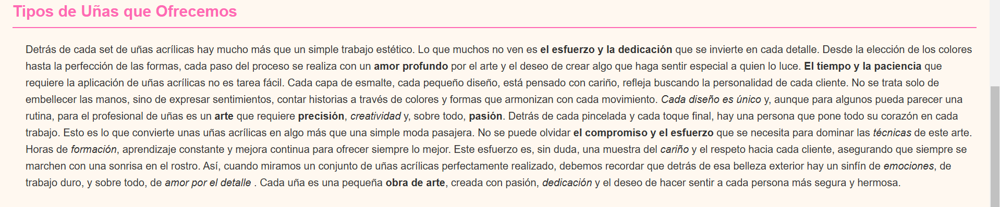 Tipos de Uñas que Ofrecemos
Detrás de cada set de uñas acrílicas hay mucho más que un simple trabajo estético. Lo que muchos no ven es el esfuerzo y la dedicación que se invierte en cada detalle. Desde la elección de los colores
hasta la perfección de las formas, cada paso del proceso se realiza con un amor profundo por el arte y el deseo de crear algo que haga sentir especial a quien lo luce. El tiempo y la paciencia que
requiere la aplicación de uñas acrílicas no es tarea fácil. Cada capa de esmalte, cada pequeño diseño, está pensado con cariño, refleja buscando la personalidad de cada cliente. No se trata solo de
embellecer las manos, sino de expresar sentimientos, contar historias a través de colores y formas que armonizan con cada movimiento. Cada diseño es único y, aunque para algunos pueda parecer una
rutina, para el profesional de uñas es un arte que requiere precisión, creatividad y, sobre todo, pasión. Detrás de cada pincelada y cada toque final, hay una persona que pone todo su corazón en cada
trabajo. Esto es lo que convierte unas uñas acrílicas en algo más que una simple moda pasajera. No se puede olvidar el compromiso y el esfuerzo que se necesita para dominar las técnicas de este arte.
Horas de formación, aprendizaje constante y mejora continua para ofrecer siempre lo mejor. Este esfuerzo es, sin duda, una muestra del cariño y el respeto hacia cada cliente, asegurando que siempre se
marchen con una sonrisa en el rostro. Así, cuando miramos un conjunto de uñas acrílicas perfectamente realizado, debemos recordar que detrás de esa belleza exterior hay un sinfín de emociones, de
trabajo duro, y sobre todo, de amor por el detalle . Cada uña es una pequeña obra de arte, creada con pasión, dedicación y el deseo de hacer sentir a cada persona más segura y hermosa.